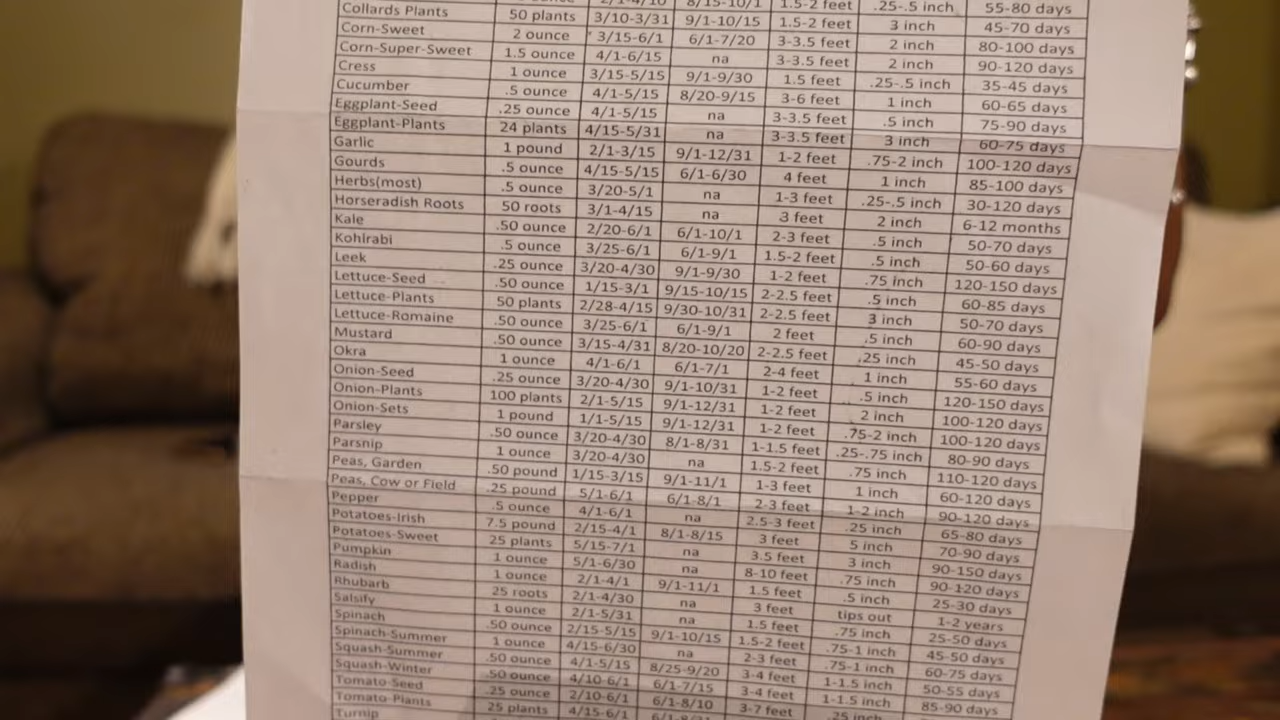 2/1-4/10 8/15-10/1 1.5-2 feet .25-.5 inch 55-80 days
Collards Plants 50 plants 3/10-3/31 9/1-10/15 1.5-2 feet 3 inch 45-70 days
Corn-Sweet 2 ounce 3/15-6/1 6/1-7/20 3-3.5 feet 2 inch 80-100 days
Corn-Super-Sweet 1.5 ounce 4/1-6/15 na 3-3.5 feet 2 inch 90-120 days
Cress 1 ounce 3/15-5/15 9/1-9/30 1.5 feet .25-.5 inch 35-45 days
Cucumber .5 ounce 4/1-5/15 8/20-9/15 3-6 feet 1 inch 60-65 days
Eggplant-Seed .25 ounce 4/1-5/15 na 3-3.5 feet .5 inch 75-90 days
Eggplant-Plants 24 plants 4/15-5/31 na 3-3.5 feet 3 inch 60-75 days
Garlic 1 pound 2/1-3/15 9/1-12/31 1-2 feet .75-2 inch 100-120 days
Gourds .5 ounce 4/15-5/15 6/1-6/30 4 feet 1 inch 85-100 days
Herbs(most) .5 ounce 3/20-5/1 na 1-3 feet .25-.5 inch 30-120 days
Horseradish Roots 50 roots 3/1-4/15 na 3 feet 2 inch 6-12 months
Kale .50 ounce 2/20-6/1 6/1-10/1 2-3 feet .5 inch 50-70 days
Kohlrabi .5 ounce 3/25-6/1 6/1-9/1 1.5-2 feet .5 inch 50-60 days
Leek .25 ounce 3/20-4/30 9/1-9/30 1-2 feet .75 inch 120-150 days
Lettuce-Seed .50 ounce 1/15-3/1 9/15-10/15 2-2.5 feet .5 inch 60-85 days
Lettuce-Plants 50 plants 2/28-4/15 9/30-10/31 2-2.5 feet 3 inch 50-70 days
Lettuce-Romaine .50 ounce 3/25-6/1 6/1-9/1 2 feet .5 inch 60-90 days
Mustard .50 ounce 3/15-4/31 8/20-10/20 2-2.5 feet .25 inch 45-50 days
Okra 1 ounce 4/1-6/1 6/1-7/1 2-4 feet 1 inch 55-60 days
Onion-Seed .25 ounce 3/20-4/30 9/1-10/31 1-2 feet .5 inch 120-150 days
Onion-Plants 100 plants 2/1-5/15 9/1-12/31 1-2 feet 2 inch 100-120 days
Onion-Sets 1 pound 1/1-5/15 9/1-12/31 1-2 feet .75-2 inch 100-120 days
Parsley .50 ounce 3/20-4/30 8/1-8/31 1-1.5 feet .25-.75 inch 80-90 days
Parsnip 1 ounce 3/20-4/30 na 1.5-2 feet .75 inch 110-120 days
Peas, Garden .50 pound 1/15-3/15 9/1-11/1 1-3 feet 1 inch 60-120 days
Peas, Cow or Field .25 pound 5/1-6/1 6/1-8/1 2-3 feet 1-2 inch 90-120 days
Pepper .5 ounce 4/1-6/1 na 2.5-3 feet .25 inch 65-80 days
Potatoes-Irish 7.5 pound 2/15-4/1 8/1-8/15 3 feet 5 inch 70-90 days
Potatoes-Sweet 25 plants 5/15-7/1 na 3.5 feet 3 inch 90-150 days
Pumpkin 1 ounce 5/1-6/30 na 8-10 feet .75 inch 90-120 days
Radish 1 ounce 2/1-4/1 9/1-11/1 1.5 feet .5 inch 25-30 days
Rhubarb 25 roots 2/1-4/30 na 3 feet tips out 1-2 years
Salsify 1 ounce 2/1-5/31 na 1.5 feet .75 inch 25-50 days
Spinach .50 ounce 2/15-5/15 9/1-10/15 1.5-2 feet .75-1 inch 45-50 days
Spinach-Summer 1 ounce 4/15-6/30 na 2-3 feet .75-1 inch 60-75 days
Squash-Summer .50 ounce 4/1-5/15 8/25-9/20 3-4 feet 1-1.5 inch 50-55 days
Squash-Winter .50 ounce 4/10-6/1 6/1-7/15 3-4 feet 1-1.5 inch 85-90 days
Tomato-Seed .25 ounce 2/10-6/1 6/1-8/10 3-7 feet .25 inch
Tomato-Plants 25 plants 4/15-6/1
Turnip